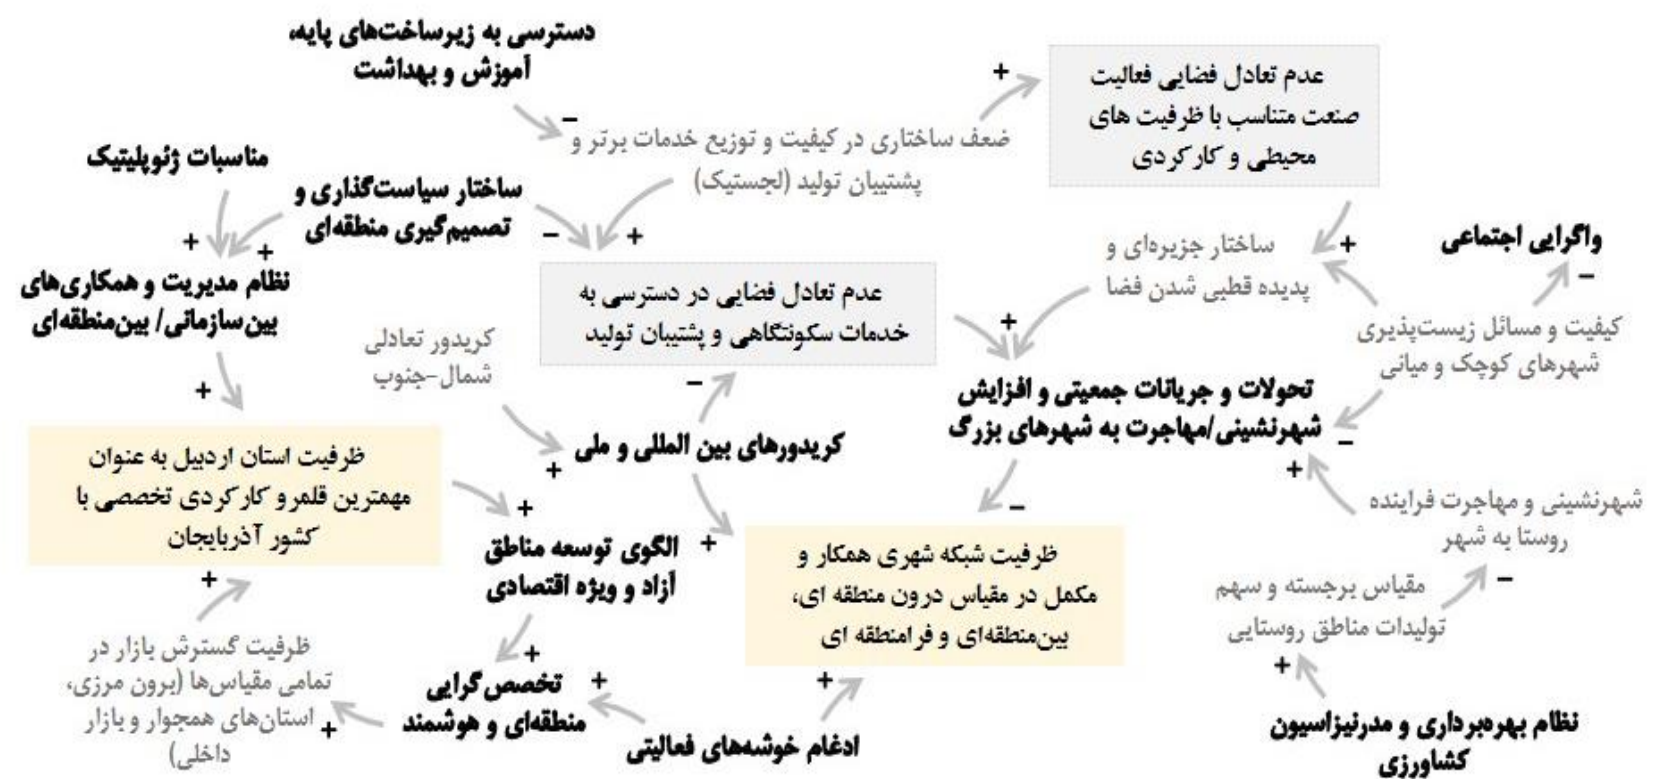 دسترسی به زیرساخت‌های پایه،
آموزش و بهداشت
+
عدم تعادل فضایی فعالیت
صنعت متناسب با ظرفیت های
محیطی و کارکردی
–
ضعف ساختاری در کیفیت و توزیع خدمات برتر و
پشتیبان تولید (لجستیک)
مناسبات ژئوپلیتیک
ساختار سیاست‌گذاری و
تصمیم‌گیری منطقه‌ای
+
+
–
+
ساختار جزیره‌ای و
پدیده قطبی شدن فضا
+
واگرایی اجتماعی
–
نظام مدیریت و همکاری‌های
بین‌سازمانی/ بین‌منطقه‌ای
عدم تعادل فضایی در دسترسی به
خدمات سکونتگاهی و پشتیبان تولید
+
کیفیت و مسائل زیست‌پذیری
شهرهای کوچک و میانی
کریدور تعادلی
شمال–جنوب
+
–
تحولات و جریانات جمعیتی و افزایش
شهرنشینی/مهاجرت به شهرهای بزرگ
–
+
کریدورهای بین المللی و ملی
+
ظرفیت استان اردبیل به عنوان
مهمترین قلمرو کارکردی تخصصی با
کشور آذربایجان
+
–
شهرنشینی و مهاجرت فزاینده
روستا به شهر
الگوی توسعه مناطق
آزاد و ویژه اقتصادی
+
ظرفیت شبکه شهری همکار و
مکمل در مقیاس درون منطقه ای،
بین‌منطقه‌ای و فرامنطقه ای
–
مقیاس برجسته و سهم
تولیدات مناطق روستایی
+
+
ظرفیت گسترش بازار در
تمامی مقیاس‌ها (برون مرزی،
استان‌های همجوار و بازار
داخلی)
+
+
تخصص‌گرایی
منطقه‌ای و هوشمند
+
+
ادغام خوشه‌های فعالیتی
نظام بهره‌برداری و مدرنیزاسیون
کشاورزی